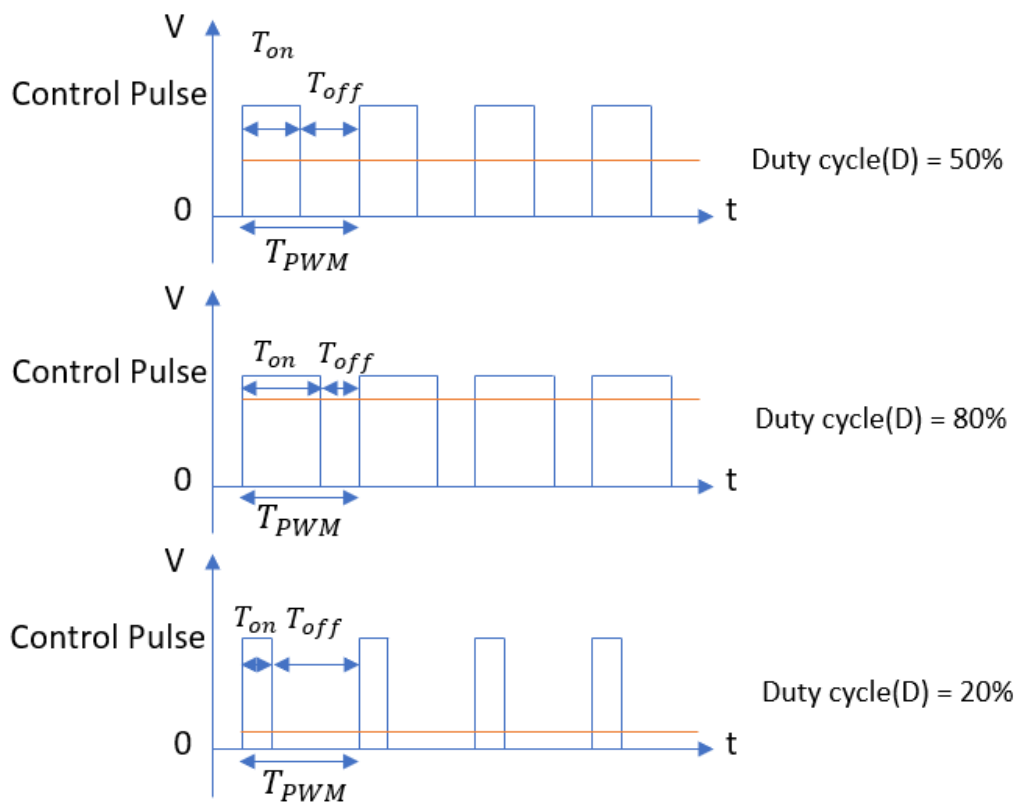 V
T_on
T_off
Control Pulse
Duty cycle(D) = 50%
0
t
T_PWM
V
T_on
T_off
Control Pulse
Duty cycle(D) = 80%
0
t
T_PWM
V
T_on
T_off
Control Pulse
Duty cycle(D) = 20%
0
t
T_PWM